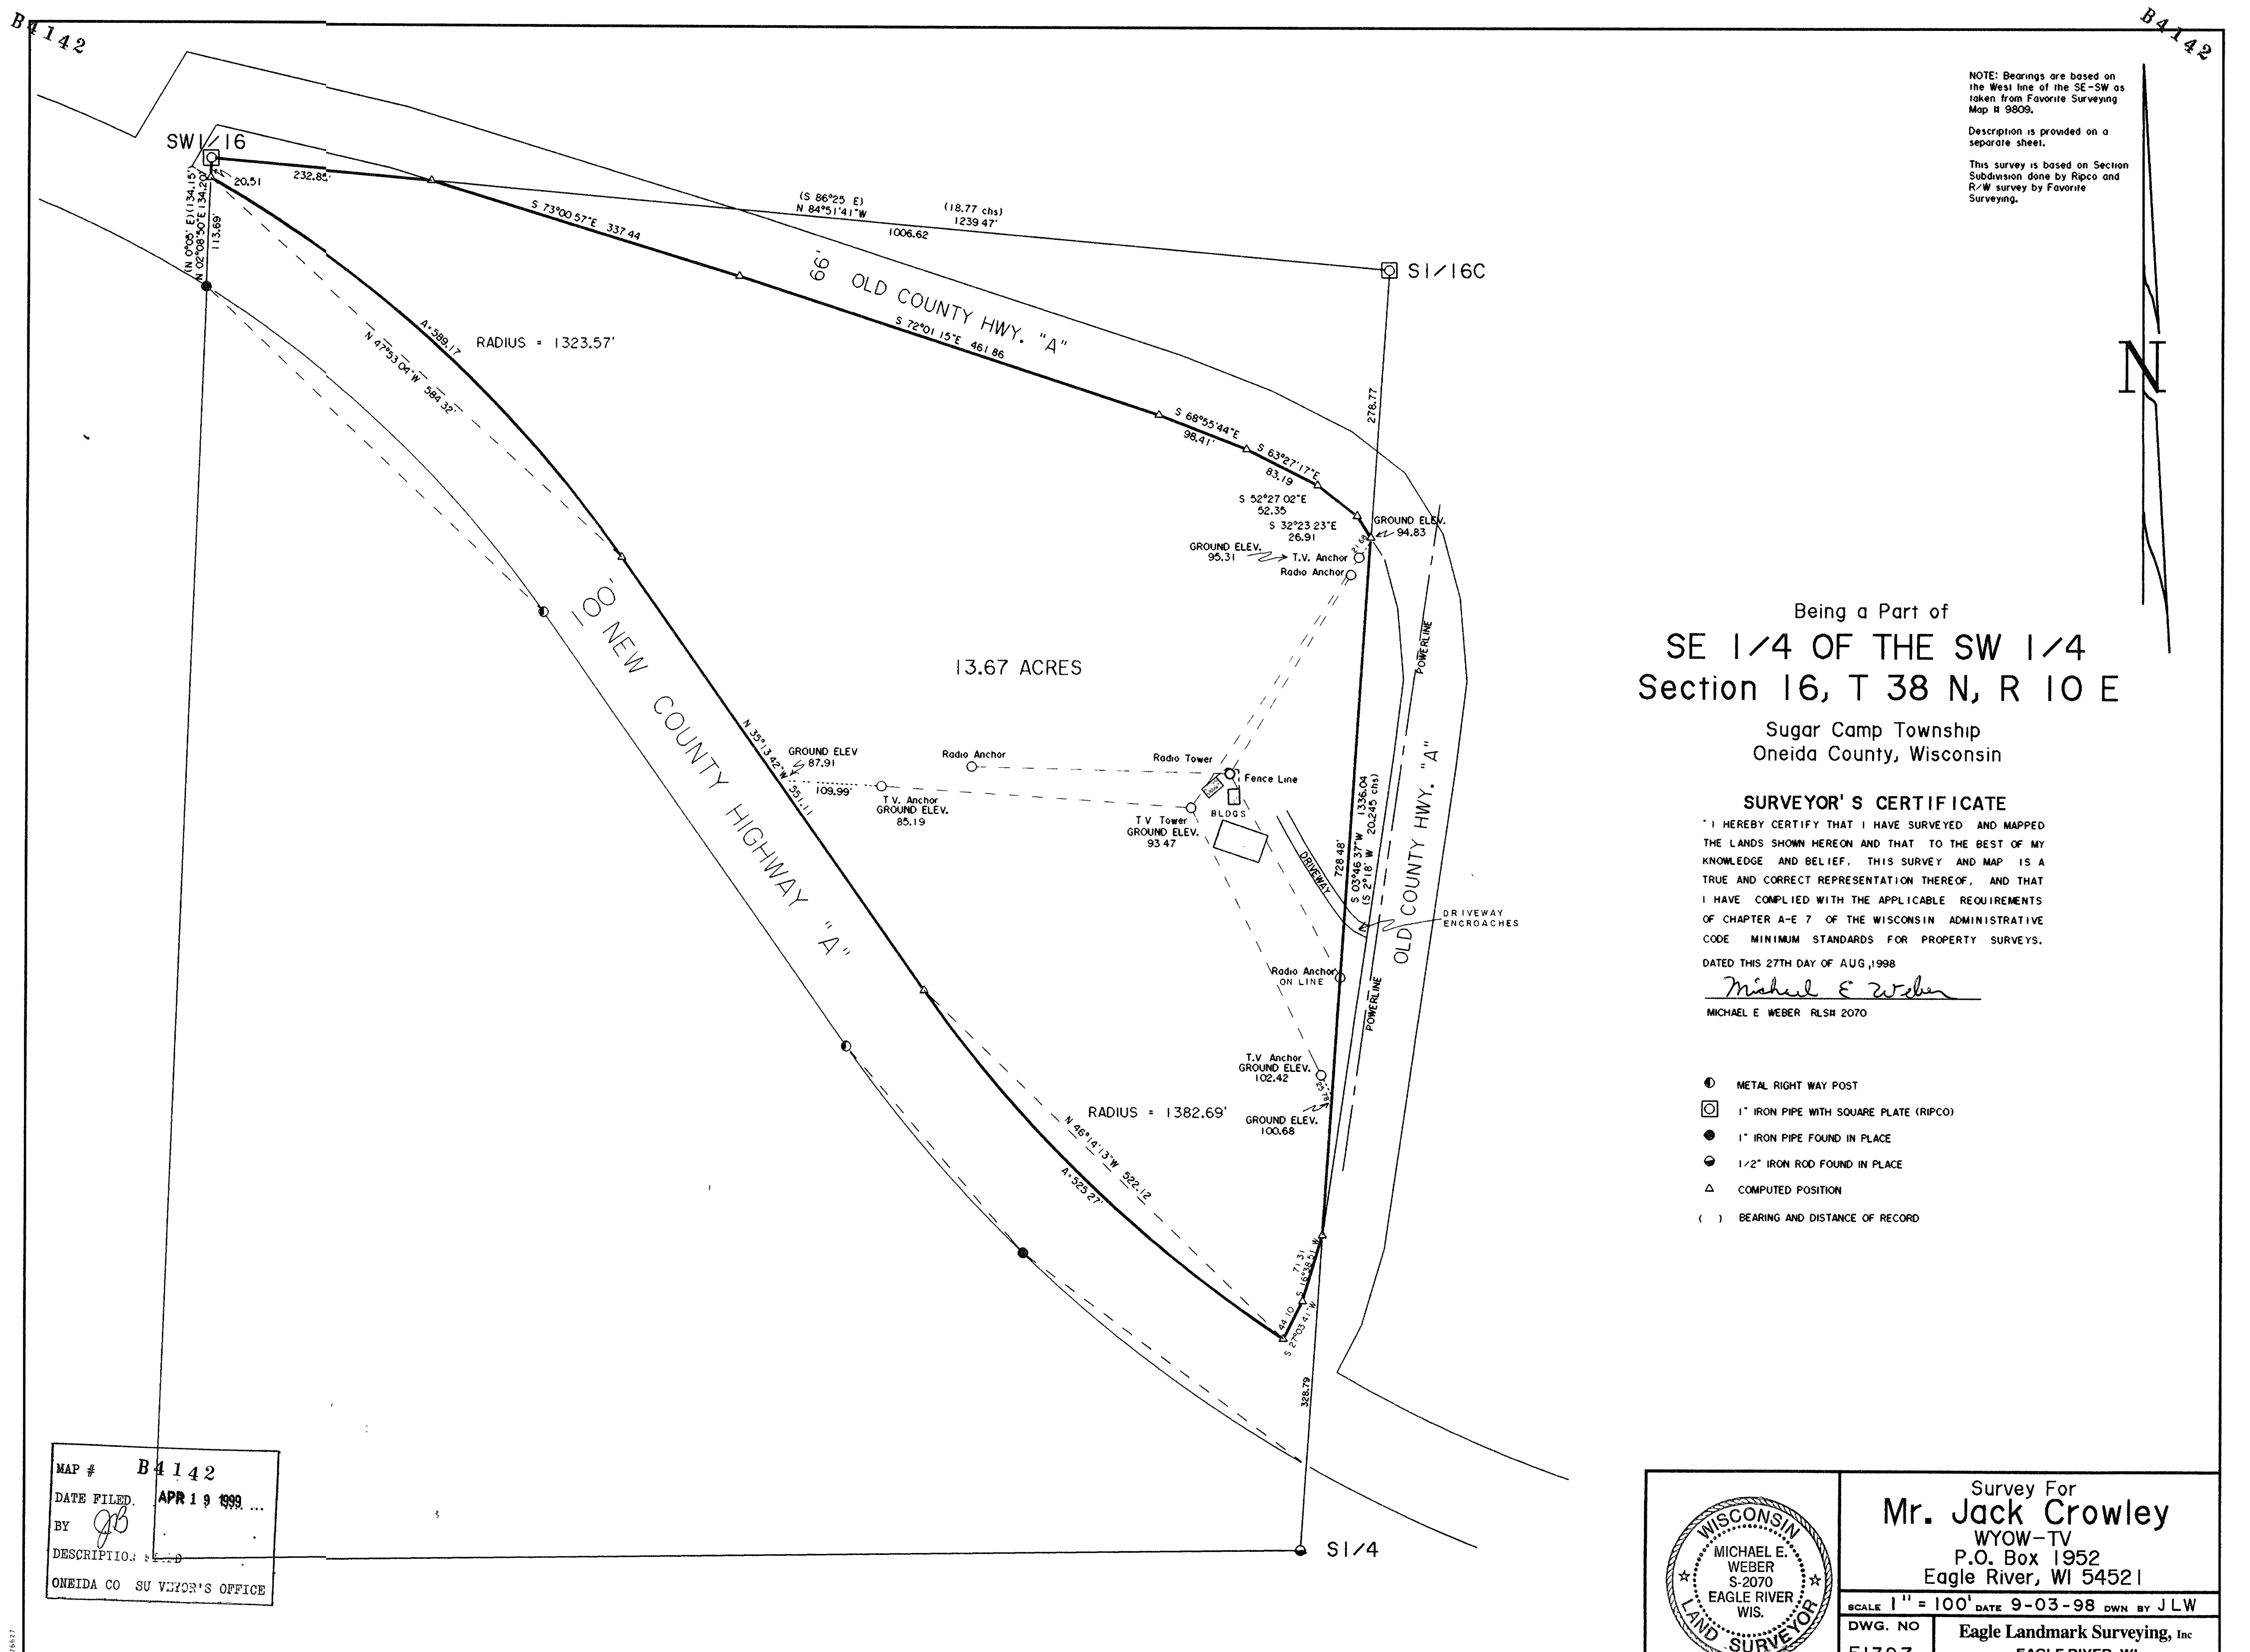 B4142
B4142
NOTE: Bearings are based on
the West line of the SE-SW as
taken from Favorite Surveying
Map # 9809.
Description is provided on a
separate sheet.
This survey is based on Section
Subdivision done by Ripco and
R/W survey by Favorite
Surveying.
N
SW1/16
20.51
232.85'
(N 0°05' E)(134.15')
N 02°08'50"E 134.20'
113.69'
S 73°00'57"E 337.44
(S 86°25 E) (18.77 chs)
N 84°51'41"W 1239.47'
1006.62
S1/16C
66' OLD COUNTY HWY. "A"
S 72°01'15"E 461.86
A=589.17
RADIUS = 1323.57'
N 47°53'04"W 584.32'
278.77
S 68°55'44"E
98.41'
S 63°27'17"E
83.19
S 52°27'02"E
52.35
S 32°23'23"E
26.91
GROUND ELEV.
94.83
GROUND ELEV.
95.31
T.V. Anchor
Radio Anchor
100' NEW COUNTY HIGHWAY "A"
13.67 ACRES
POWERLINE
N 35°13'42"W 551.11
GROUND ELEV
87.91
109.99'
Radio Anchor
T.V. Anchor
GROUND ELEV.
85.19
Radio Tower
Fence Line
T V Tower
GROUND ELEV.
93.47
BLDGS
DRIVEWAY
728.48'
S 03°46'37"W 1336.04
(S 2°18' W 20.245 chs)
OLD COUNTY HWY. "A"
DRIVEWAY
ENCROACHES
Radio Anchor
ON LINE
POWERLINE
T.V Anchor
GROUND ELEV.
102.42
GROUND ELEV.
100.68
RADIUS = 1382.69'
N 46°14'13"W 522.12
A=525.27'
71.31
S 16°38'51 W
44.10
S 27°03'41"W
328.79
S1/4
Being a Part of
SE 1/4 OF THE SW 1/4
Section 16, T 38 N, R 10 E
Sugar Camp Township
Oneida County, Wisconsin
SURVEYOR'S CERTIFICATE
"I HEREBY CERTIFY THAT I HAVE SURVEYED AND MAPPED
THE LANDS SHOWN HEREON AND THAT TO THE BEST OF MY
KNOWLEDGE AND BELIEF, THIS SURVEY AND MAP IS A
TRUE AND CORRECT REPRESENTATION THEREOF, AND THAT
I HAVE COMPLIED WITH THE APPLICABLE REQUIREMENTS
OF CHAPTER A-E 7 OF THE WISCONSIN ADMINISTRATIVE
CODE MINIMUM STANDARDS FOR PROPERTY SURVEYS.
DATED THIS 27TH DAY OF AUG,1998
Michael E Weber
MICHAEL E WEBER RLS# 2070
METAL RIGHT WAY POST
1" IRON PIPE WITH SQUARE PLATE (RIPCO)
1" IRON PIPE FOUND IN PLACE
1/2" IRON ROD FOUND IN PLACE
COMPUTED POSITION
( ) BEARING AND DISTANCE OF RECORD
MAP # B4142
DATE FILED. APR 19 1999
BY JB
ONEIDA CO SU VEYOR'S OFFICE
WISCONSIN
MICHAEL E.
WEBER
S-2070
EAGLE RIVER
WIS.
LAND SURVEYOR
Survey For
Mr. Jack Crowley
WYOW-TV
P.O. Box 1952
Eagle River, WI 54521
SCALE 1" = 100' DATE 9-03-98 DWN BY JLW
DWG. NO
Eagle Landmark Surveying, Inc